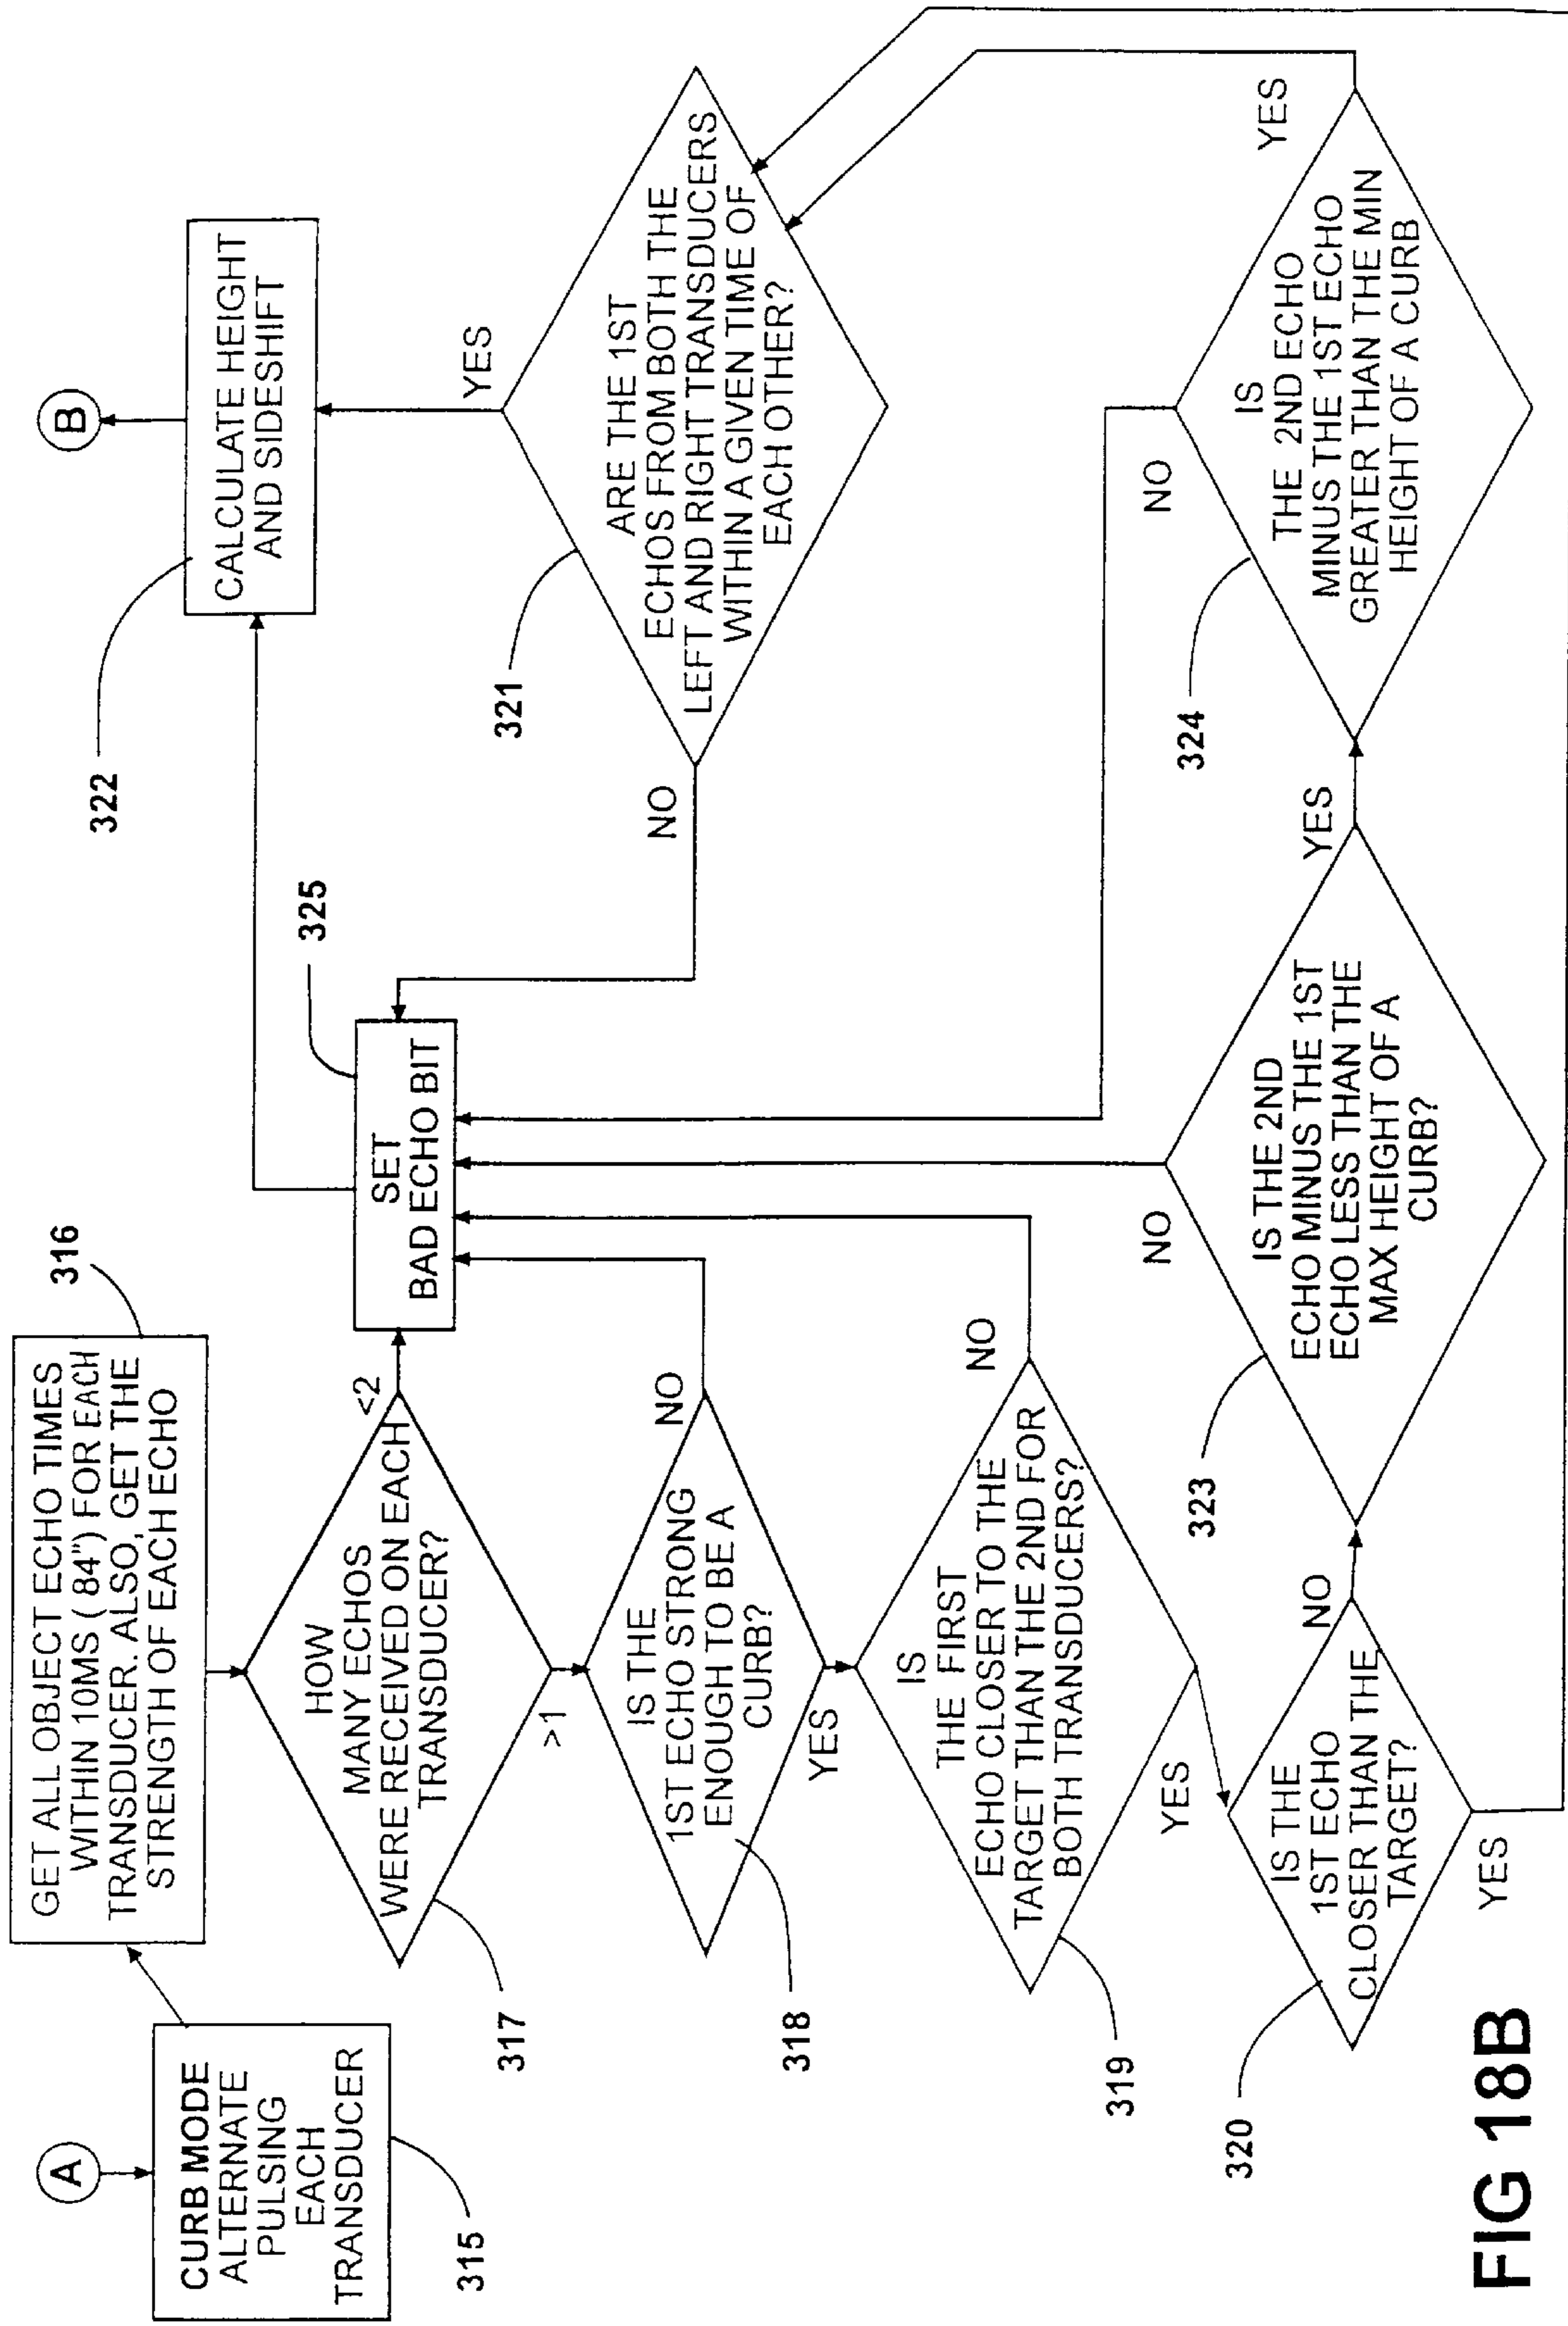 A
CURB MODE
ALTERNATE
PULSING
EACH
TRANSDUCER
315
GET ALL OBJECT ECHO TIMES
WITHIN 10MS ( 84") FOR EACH
TRANSDUCER. ALSO, GET THE
STRENGTH OF EACH ECHO
316
HOW
MANY ECHOS
WERE RECEIVED ON EACH
TRANSDUCER?
<2
>1
317
IS THE
1ST ECHO STRONG
ENOUGH TO BE A
CURB?
NO
YES
318
IS
THE FIRST
ECHO CLOSER TO THE
TARGET THAN THE 2ND FOR
BOTH TRANSDUCERS?
NO
YES
319
IS THE
1ST ECHO
CLOSER THAN THE
TARGET?
NO
YES
320
SET
BAD ECHO BIT
325
IS THE 2ND
ECHO MINUS THE 1ST
ECHO LESS THAN THE
MAX HEIGHT OF A
CURB?
NO
YES
323
IS
THE 2ND ECHO
MINUS THE 1ST ECHO
GREATER THAN THE MIN
HEIGHT OF A CURB
NO
YES
324
ARE THE 1ST
ECHOS FROM BOTH THE
LEFT AND RIGHT TRANSDUCERS
WITHIN A GIVEN TIME OF
EACH OTHER?
NO
YES
321
CALCULATE HEIGHT
AND SIDESHIFT
322
B
FIG 18B